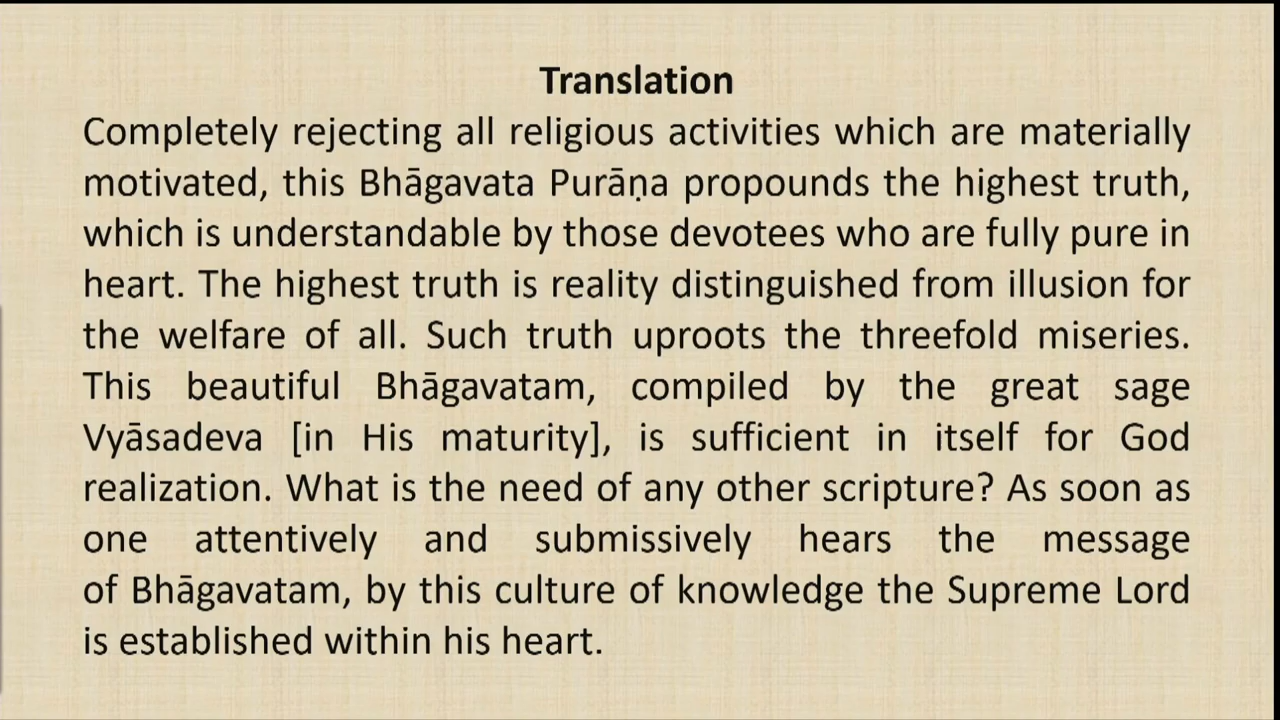 Translation
Completely rejecting all religious activities which are materially
motivated, this Bhāgavata Purāṇa propounds the highest truth,
which is understandable by those devotees who are fully pure in
heart. The highest truth is reality distinguished from illusion for
the welfare of all. Such truth uproots the threefold miseries.
This beautiful Bhāgavatam, compiled by the great sage
Vyāsadeva [in His maturity], is sufficient in itself for God
realization. What is the need of any other scripture? As soon as
one attentively and submissively hears the message
of Bhāgavatam, by this culture of knowledge the Supreme Lord
is established within his heart.